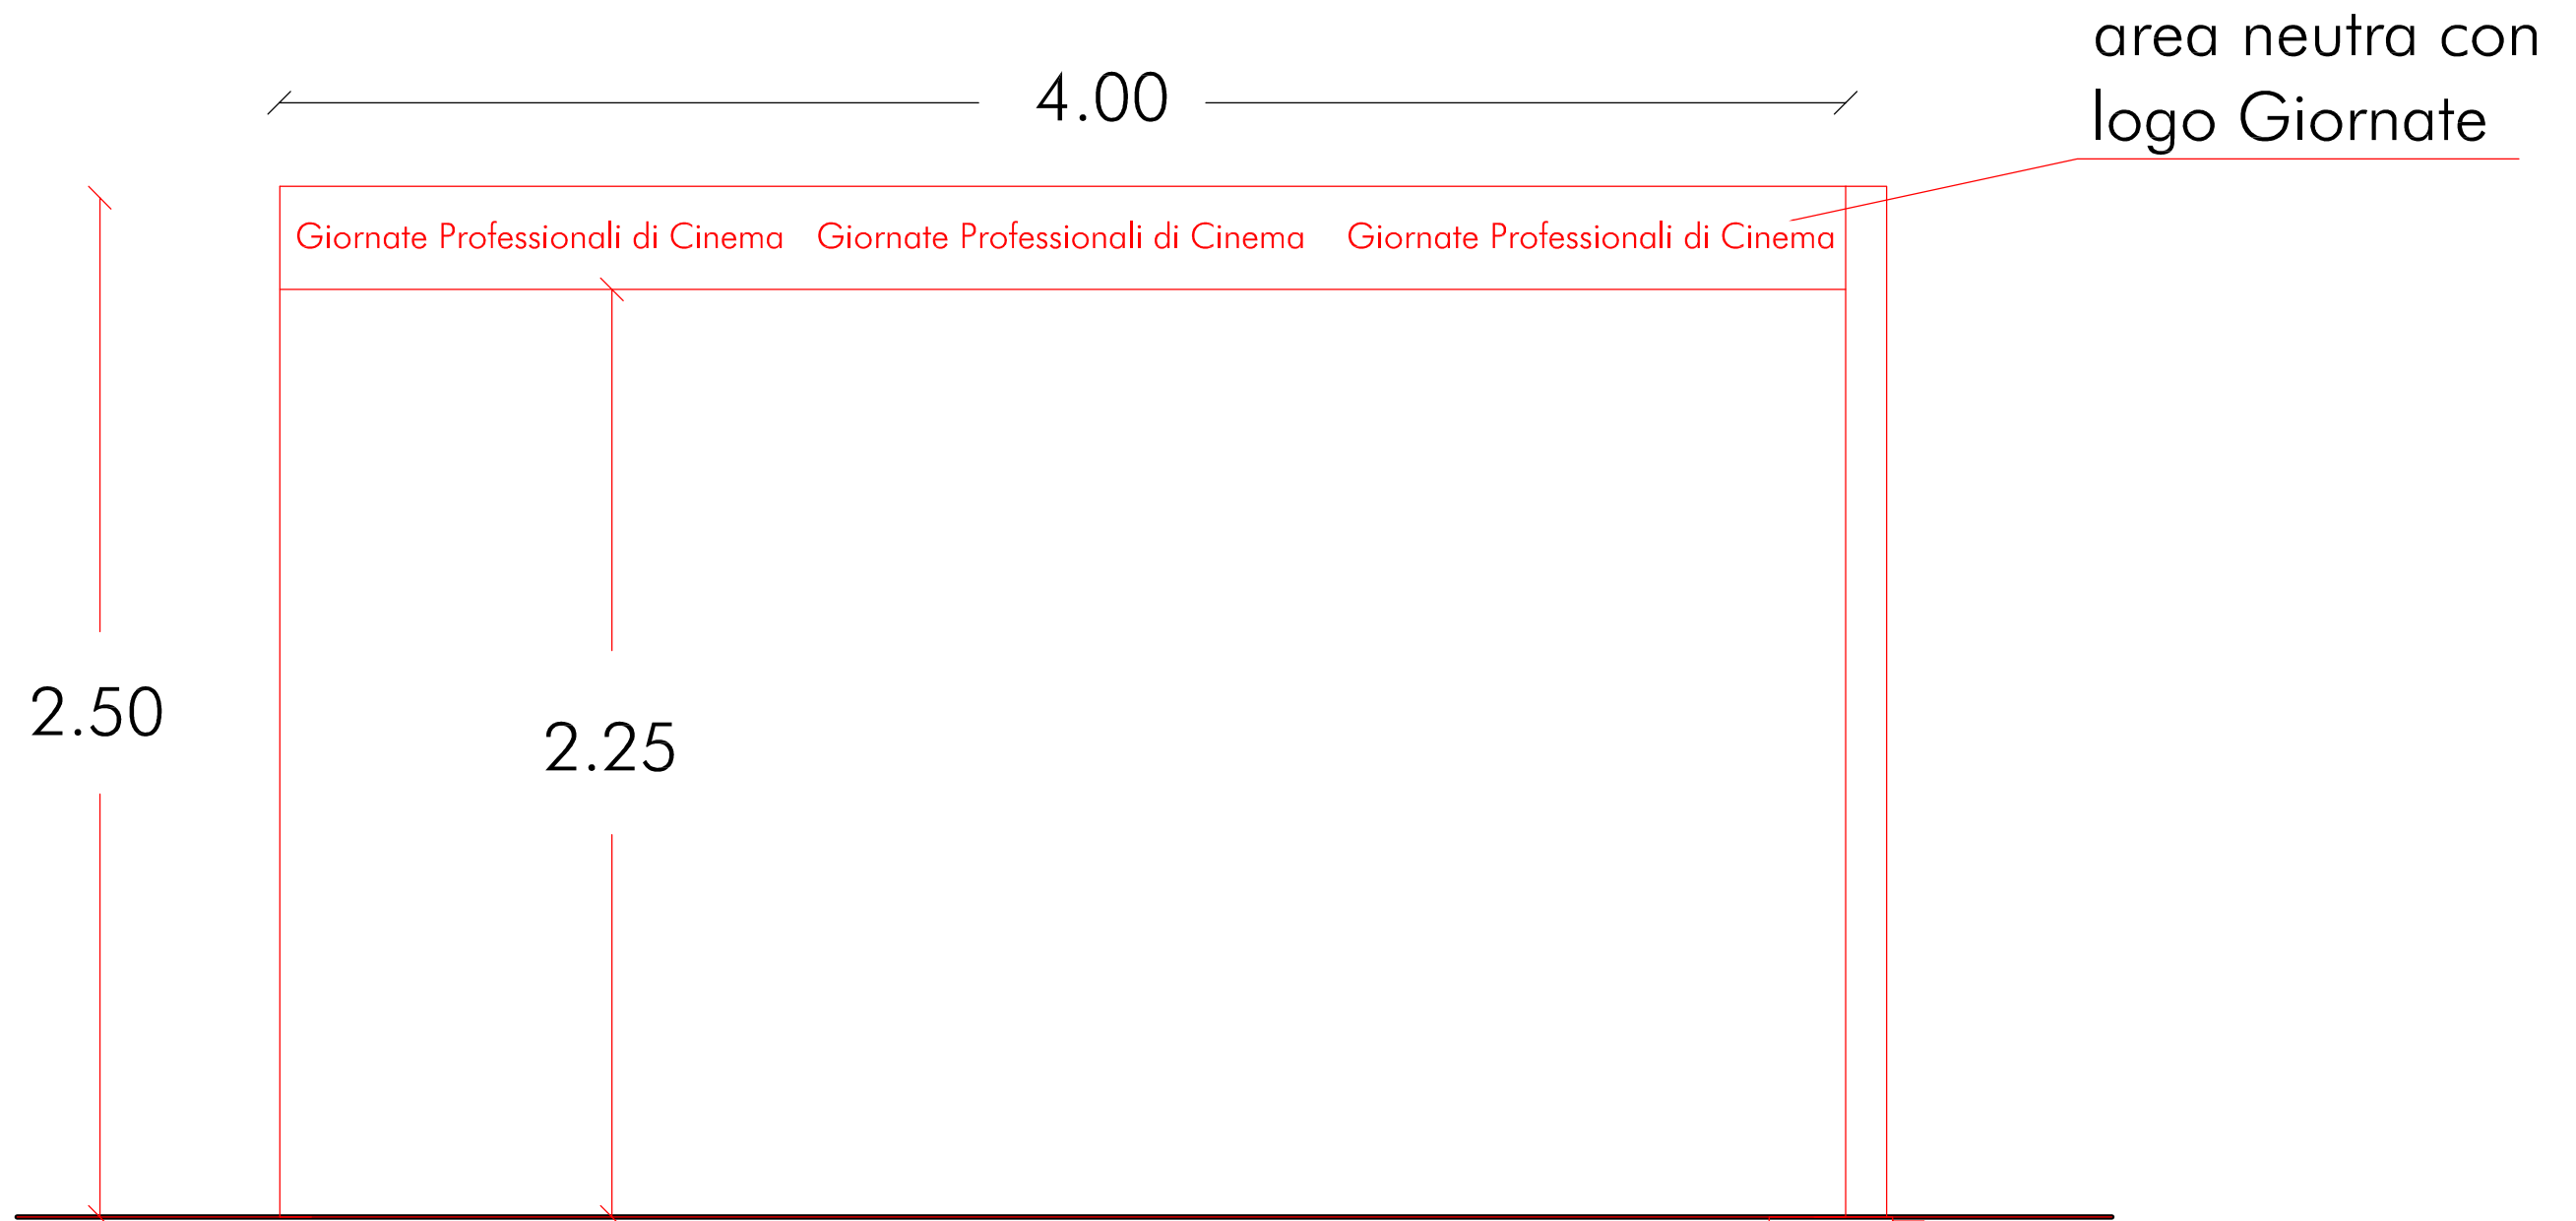 area neutra con
logo Giornate
4.00
Giornate Professionali di Cinema Giornate Professionali di Cinema Giornate Professionali di Cinema
2.50
2.25